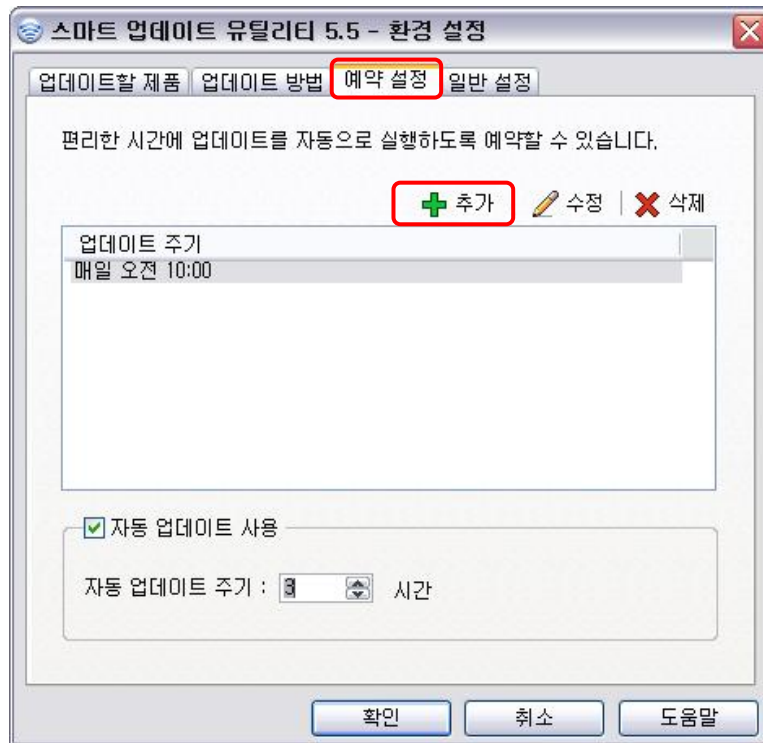 스마트 업데이트 유틸리티 5.5 - 환경 설정
업데이트할 제품 업데이트 방법 예약 설정 일반 설정
편리한 시간에 업데이트를 자동으로 실행하도록 예약할 수 있습니다.
추가 수정 | 삭제
업데이트 주기
매일 오전 10:00
자동 업데이트 사용
자동 업데이트 주기 : 3 시간
확인 취소 도움말